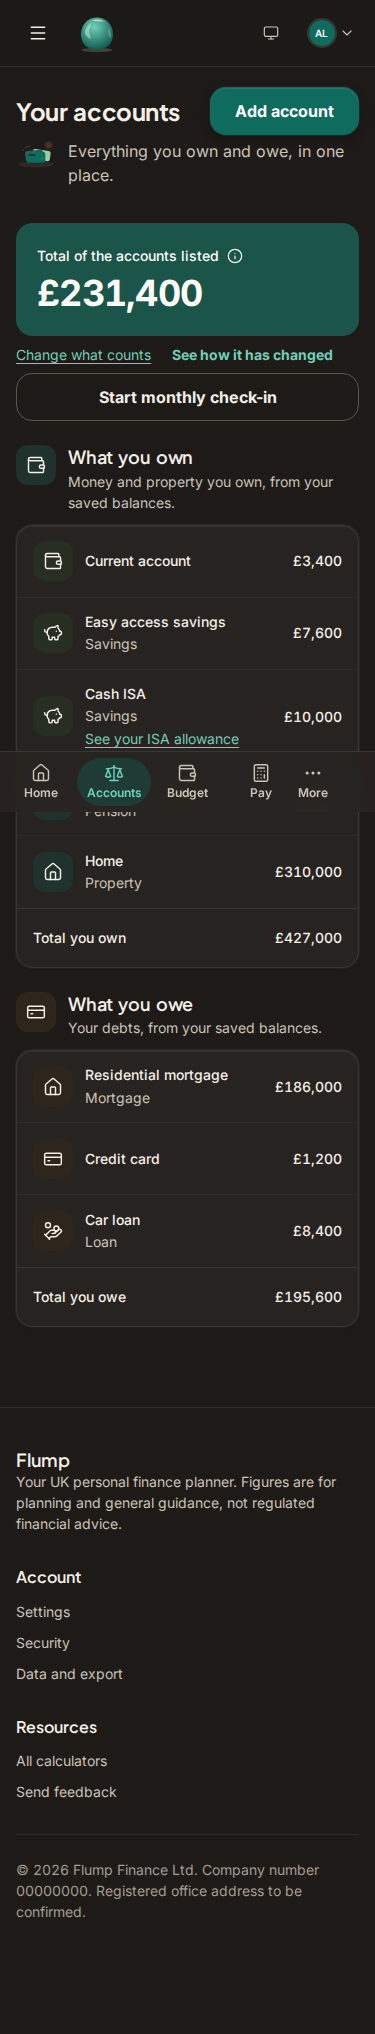 AL
Your accounts
Add account
Everything you own and owe, in one
place.
Total of the accounts listed
£231,400
Change what counts
See how it has changed
Start monthly check-in
What you own
Money and property you own, from your
saved balances.
Current account
£3,400
Easy access savings
Savings
£7,600
Cash ISA
Savings
£10,000
See your ISA allowance
Home
Accounts
Budget
Pay
More
Pension
Home
Property
£310,000
Total you own
£427,000
What you owe
Your debts, from your saved balances.
Residential mortgage
Mortgage
£186,000
Credit card
£1,200
Car loan
Loan
£8,400
Total you owe
£195,600
Flump
Your UK personal finance planner. Figures are for
planning and general guidance, not regulated
financial advice.
Account
Settings
Security
Data and export
Resources
All calculators
Send feedback
© 2026 Flump Finance Ltd. Company number
00000000. Registered office address to be
confirmed.